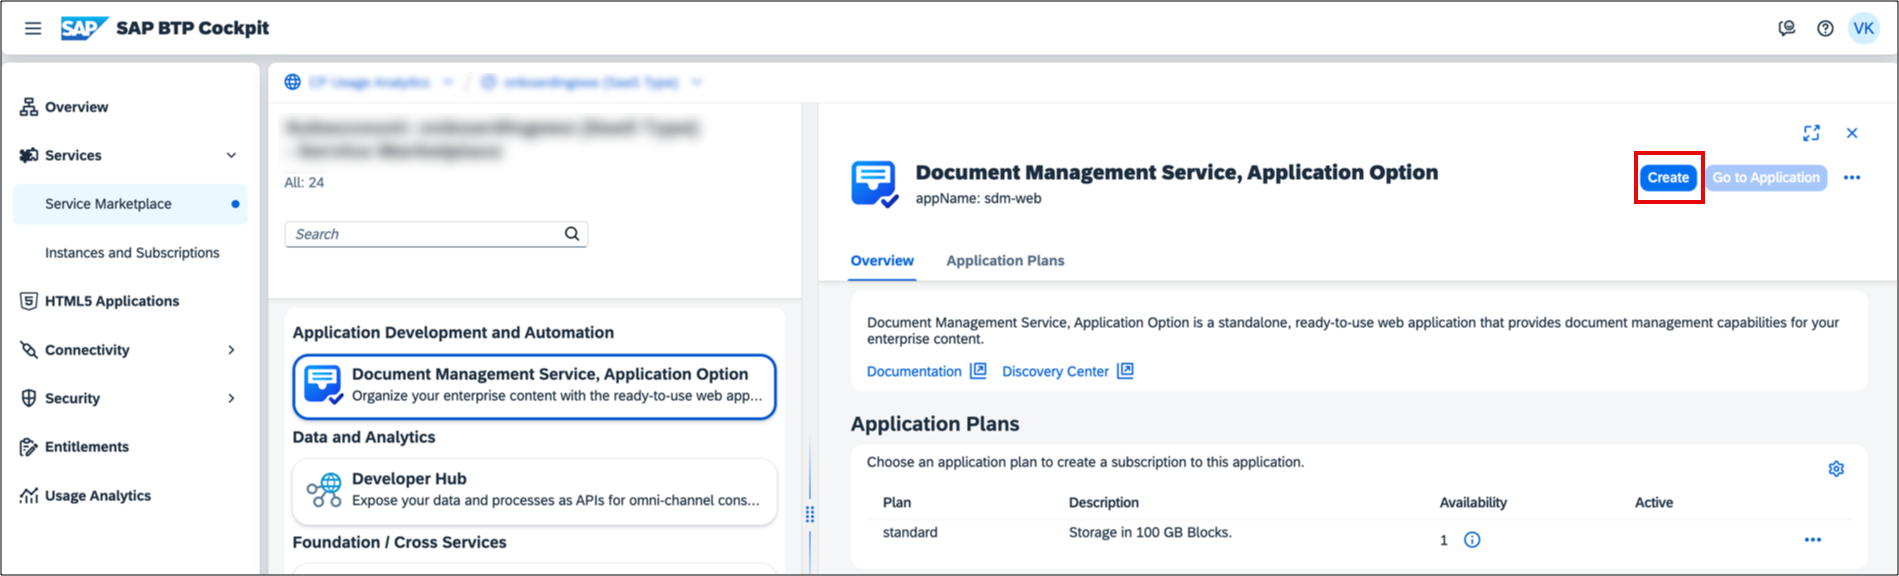 SAP SAP BTP Cockpit
VK
Overview
Services
Service Marketplace
Instances and Subscriptions
HTML5 Applications
Connectivity
Security
Entitlements
Usage Analytics
All: 24
Search
Application Development and Automation
Document Management Service, Application Option
Organize your enterprise content with the ready-to-use web app...
Data and Analytics
Developer Hub
Expose your data and processes as APIs for omni-channel cons...
Foundation / Cross Services
Document Management Service, Application Option
appName: sdm-web
Create Go to Application
Overview Application Plans
Document Management Service, Application Option is a standalone, ready-to-use web application that provides document management capabilities for your
enterprise content.
Documentation Discovery Center
Application Plans
Choose an application plan to create a subscription to this application.
Plan Description Availability Active
standard Storage in 100 GB Blocks. 1